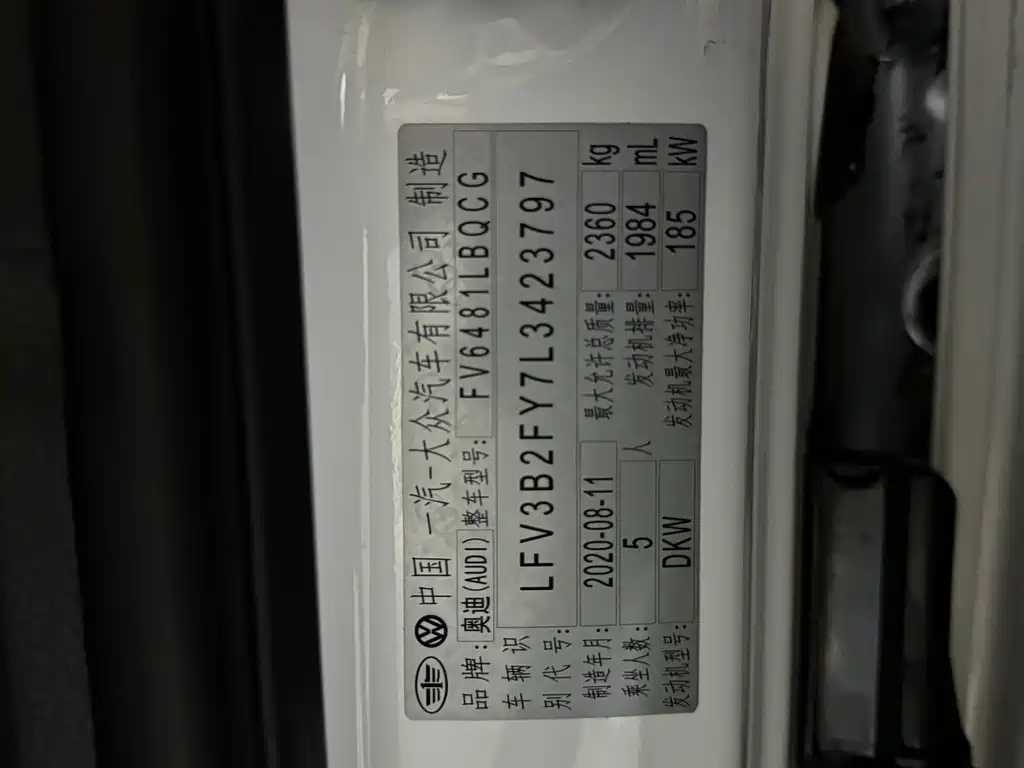 中国 一汽-大众汽车有限公司 制造
品牌: 奥迪(AUDI) 整车型号: FV6481LBQCG
车辆识别代号: LFV3B2FY7L3423797
制造年月: 2020-08-11 最大允许总质量: 2360 kg
乘坐人数: 5 人 发动机排量: 1984 mL
发动机型号: DKW 发动机最大净功率: 185 kW